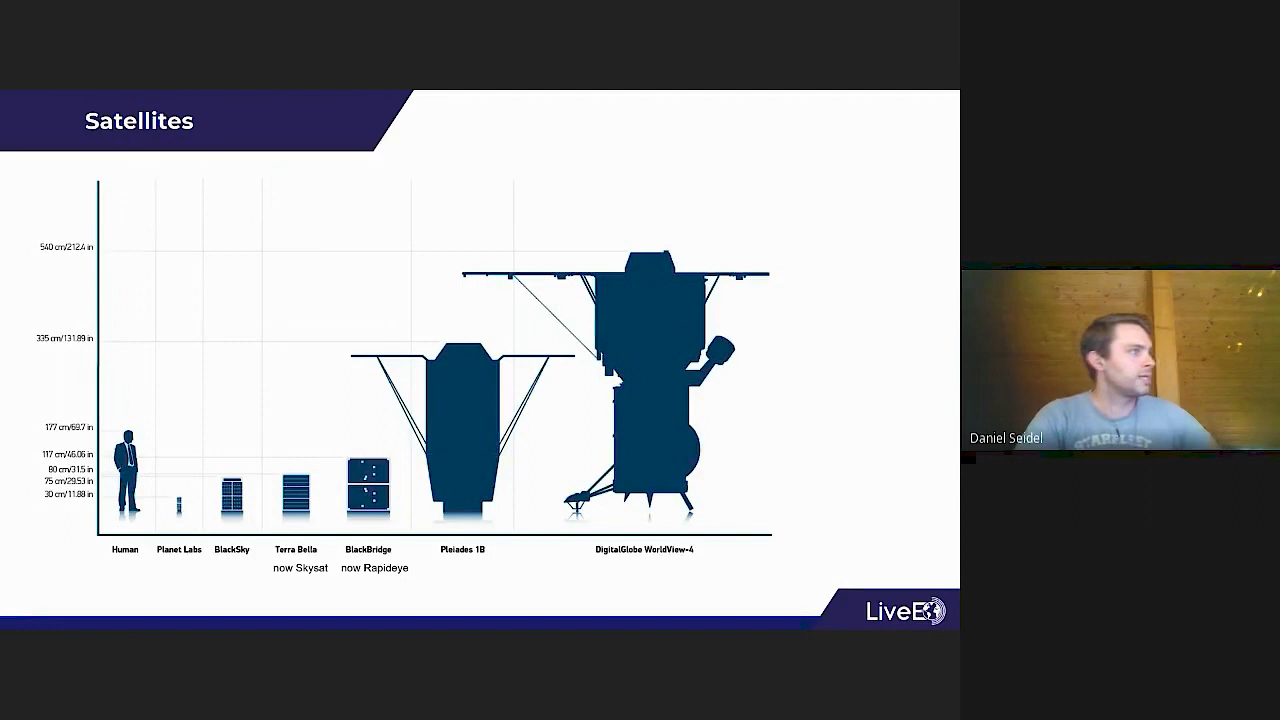 Satellites
540 cm/212.4 in
335 cm/131.89 in
177 cm/69.7 in
117 cm/46.06 in
80 cm/31.5 in
75 cm/29.53 in
30 cm/11.88 in
Human
Planet Labs
BlackSky
Terra Bella
BlackBridge
Pleiades 1B
DigitalGlobe WorldView-4
now Skysat
now Rapideye
LiveEO
Daniel Seidel
STARFLEET